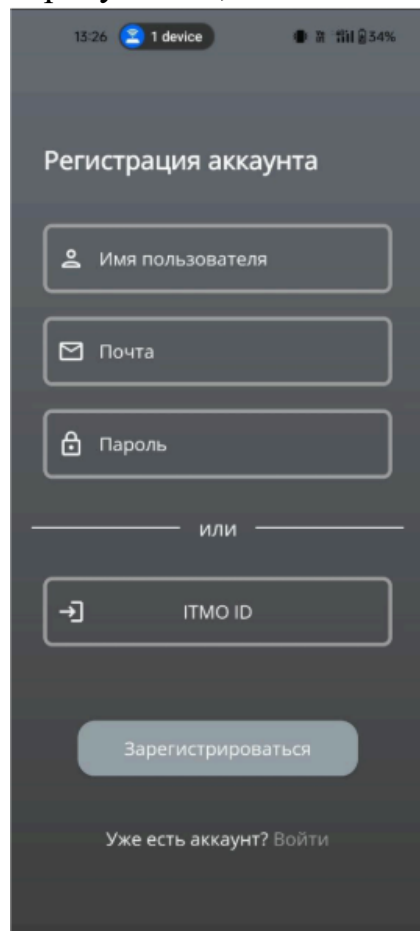 13:26 1 device 34%
Регистрация аккаунта
Имя пользователя
Почта
Пароль
или
ITMO ID
Зарегистрироваться
Уже есть аккаунт? Войти